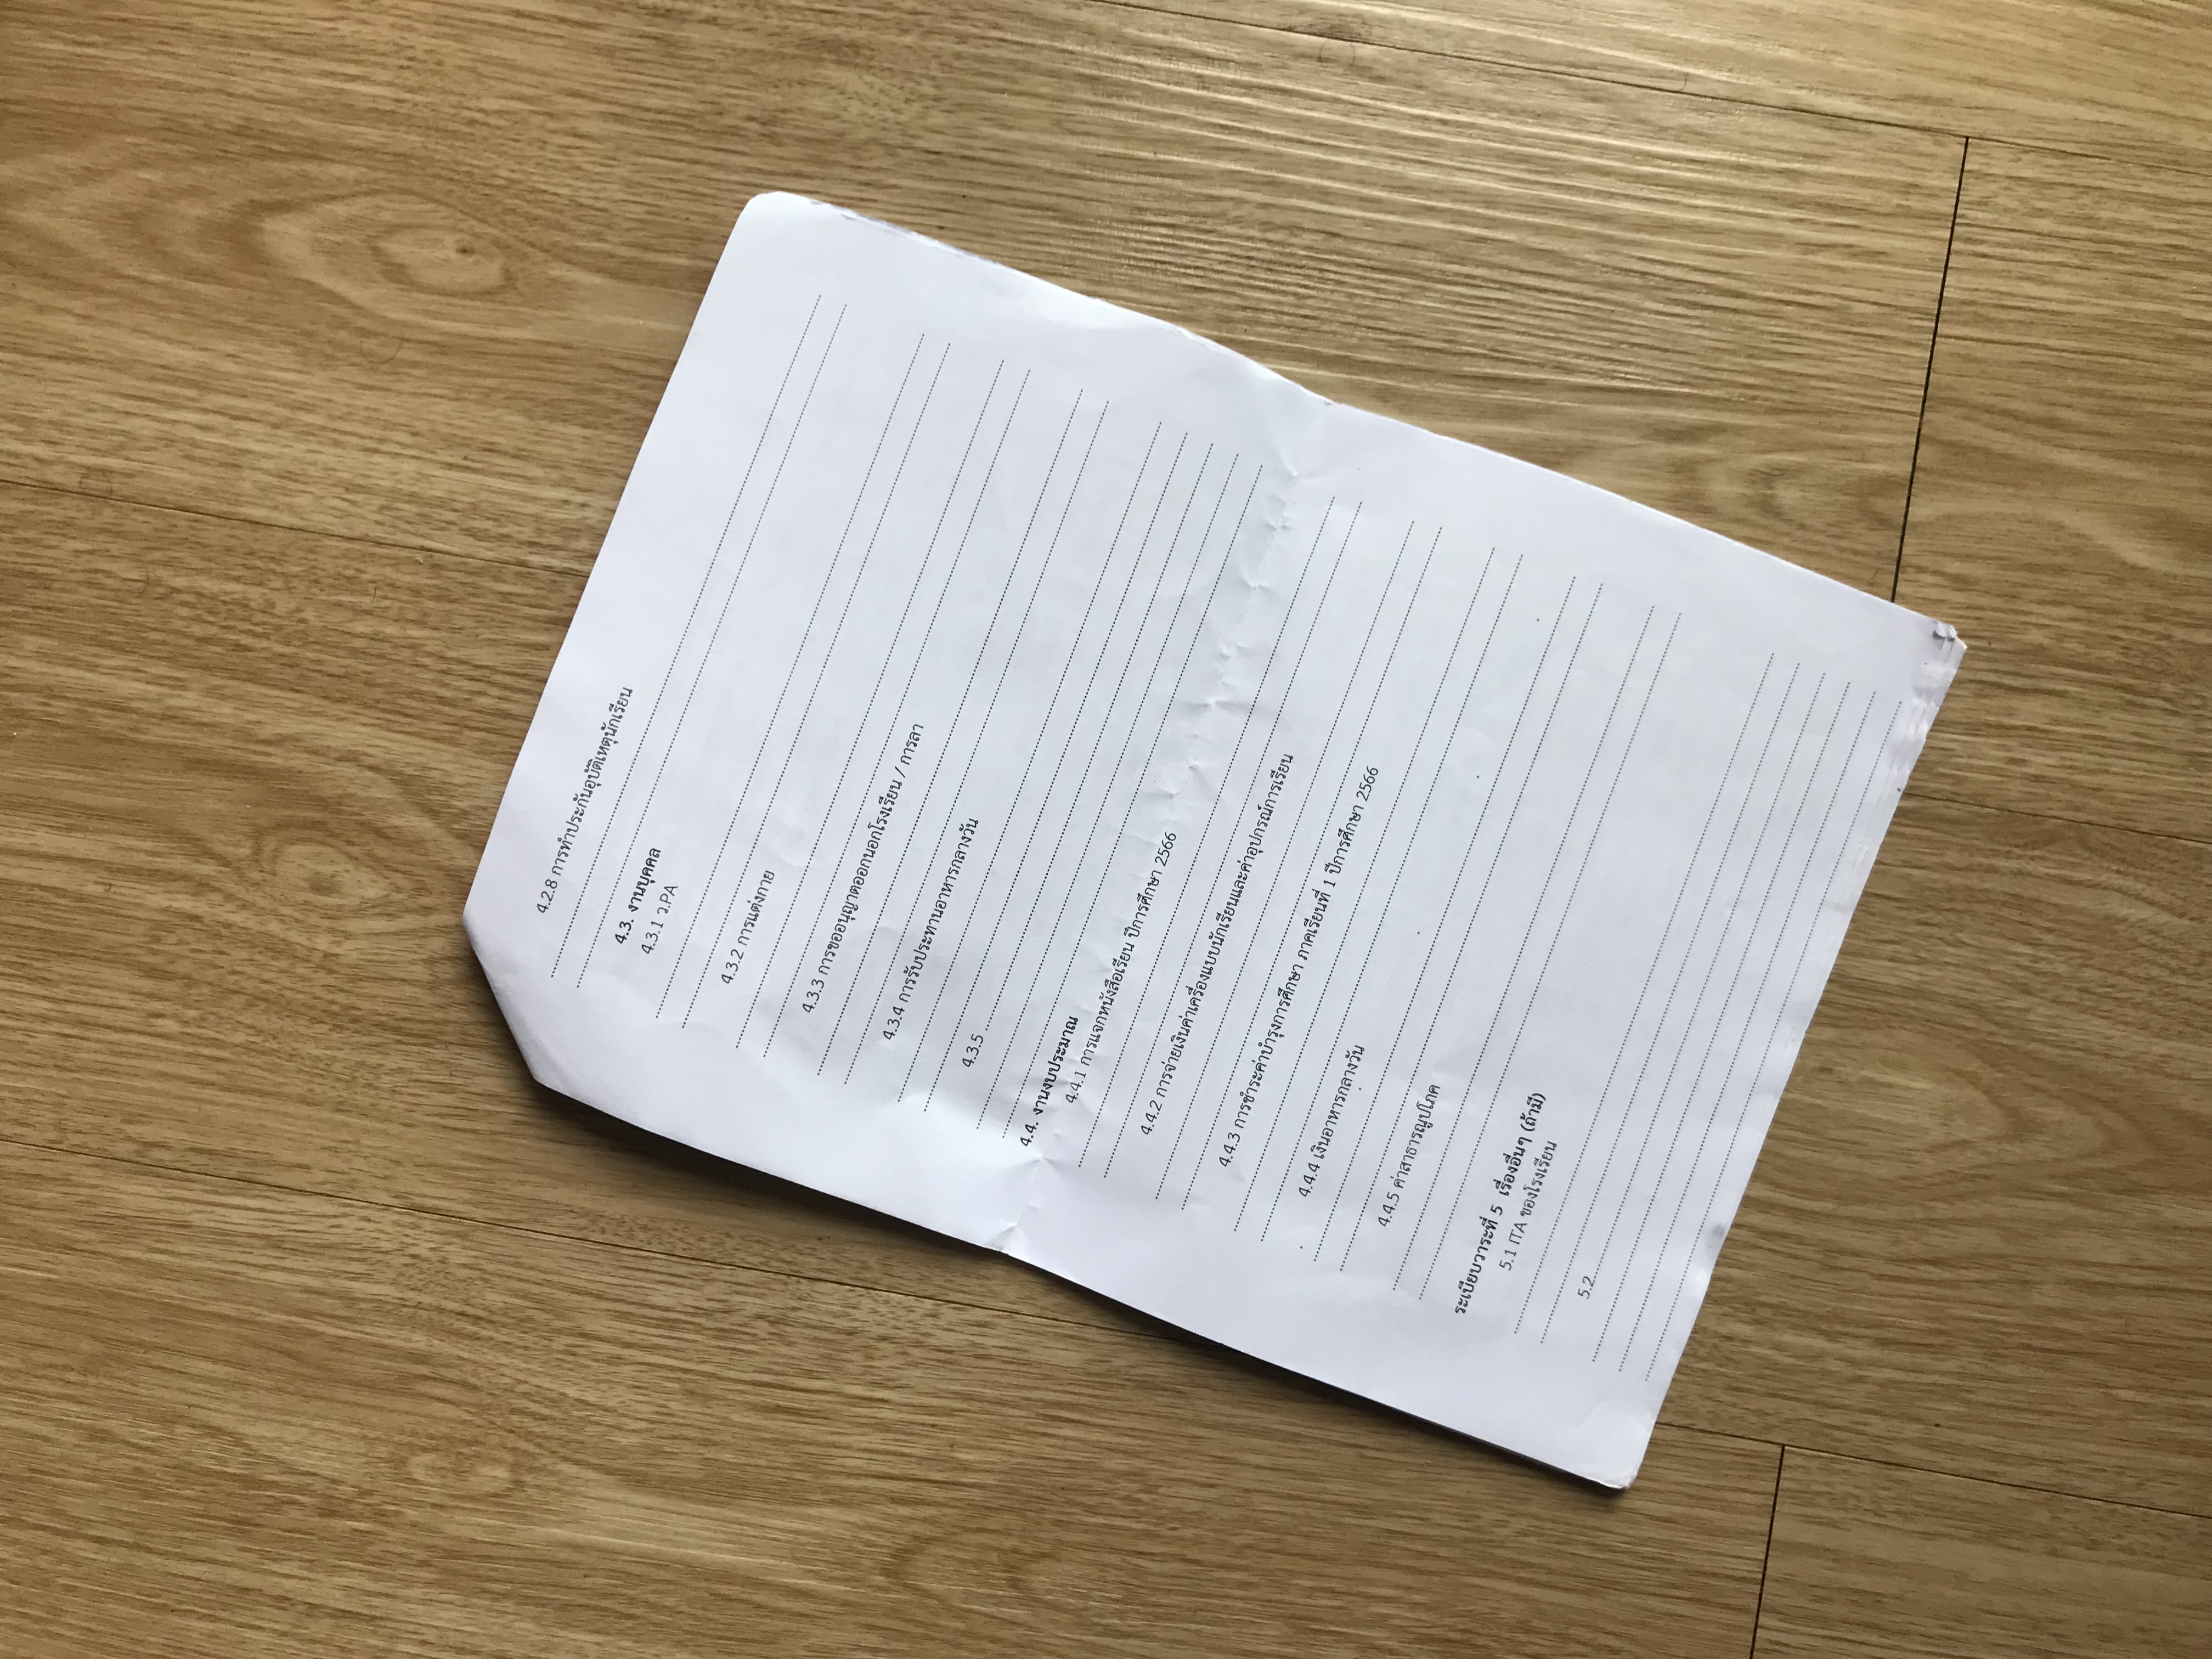 4.2.8 การทำประกันอุบัติเหตุนักเรียน
4.3. งานบุคคล
4.3.1 ว.PA
4.3.2 การแต่งกาย
4.3.3 การขออนุญาตออกนอกโรงเรียน / การลา
4.3.4 การรับประทานอาหารกลางวัน
4.3.5
4.4. งานงบประมาณ
4.4.1 การแจกหนังสือเรียน ปีการศึกษา 2566
4.4.2 การจ่ายเงินค่าเครื่องแบบนักเรียนและค่าอุปกรณ์การเรียน
4.4.3 การชำระค่าบำรุงการศึกษา ภาคเรียนที่ 1 ปีการศึกษา 2566
4.4.4 เงินอาหารกลางวัน
4.4.5 ค่าสาธารณูปโภค
ระเบียบวาระที่ 5 เรื่องอื่นๆ (ถ้ามี)
5.1 ITA ของโรงเรียน
5.2